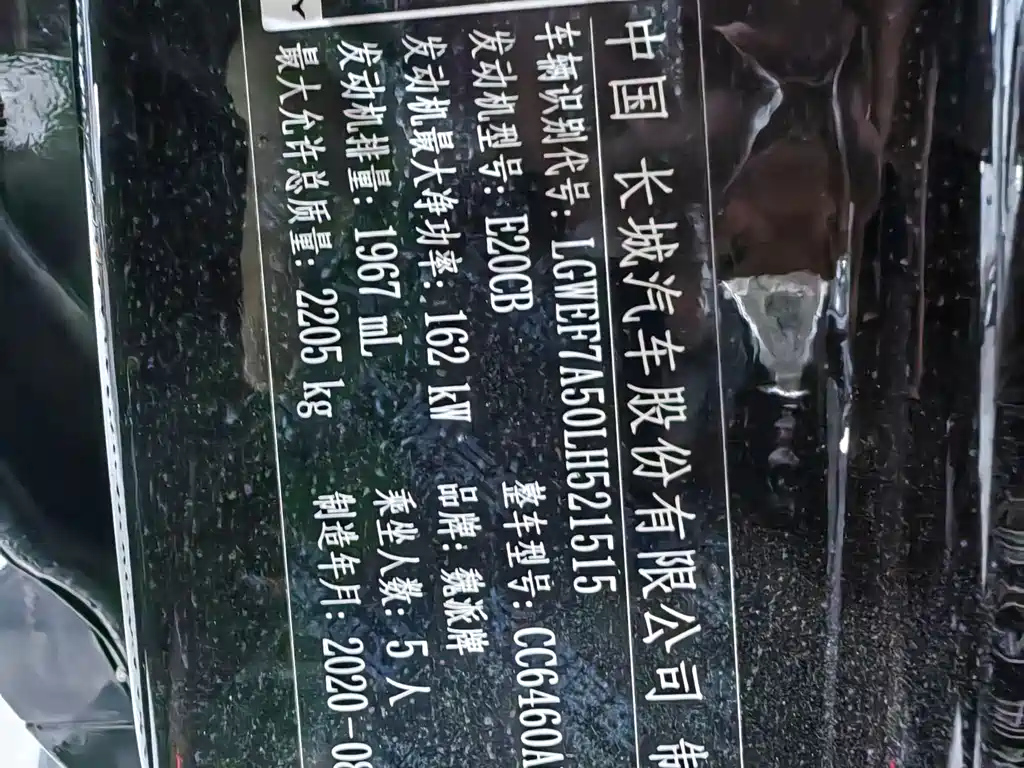 中国 长城汽车股份有限公司
车辆识别代号: LGWEF7A50LH521515
发动机型号: E20CB 整车型号: CC6460A
发动机最大净功率: 162 kW 品牌: 魏派牌
发动机排量: 1967 mL 乘坐人数: 5 人
最大允许总质量: 2205 kg 制造年月: 2020-08
Y